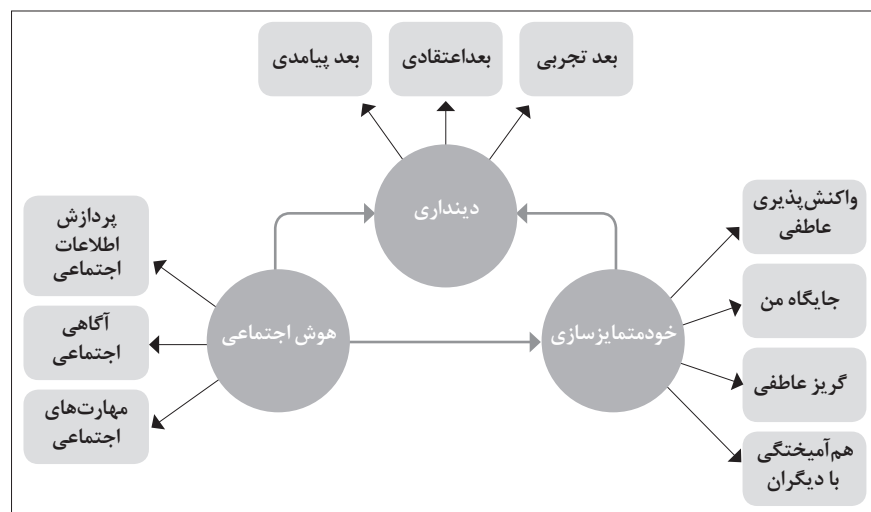 بعد تجربی
بعداعتقادی
بعد پیامدی
دینداری
واکنش‌پذیری
عاطفی
جایگاه من
گریز عاطفی
هم‌آمیختگی
با دیگران
خودمتمایزسازی
هوش اجتماعی
پردازش
اطلاعات
اجتماعی
آگاهی
اجتماعی
مهارت‌های
اجتماعی